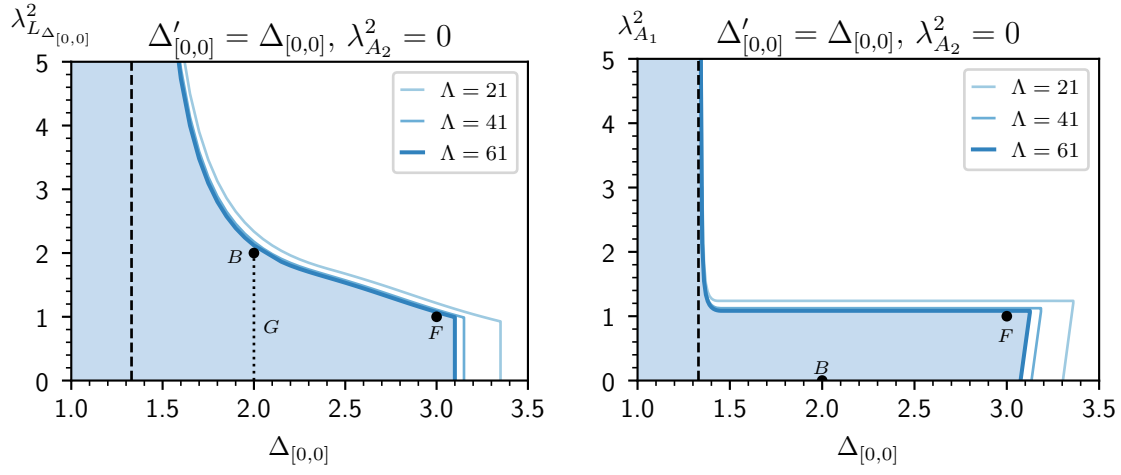 λ²_{L_{Δ_{[0,0]}}}
Δ′_{[0,0]} = Δ_{[0,0]}, λ²_{A_2} = 0
5
4
3
2
1
0
Λ = 21
Λ = 41
Λ = 61
B
G
F
1.0 1.5 2.0 2.5 3.0 3.5
Δ_{[0,0]}
λ²_{A_1}
Δ′_{[0,0]} = Δ_{[0,0]}, λ²_{A_2} = 0
5
4
3
2
1
0
Λ = 21
Λ = 41
Λ = 61
F
B
1.0 1.5 2.0 2.5 3.0 3.5
Δ_{[0,0]}